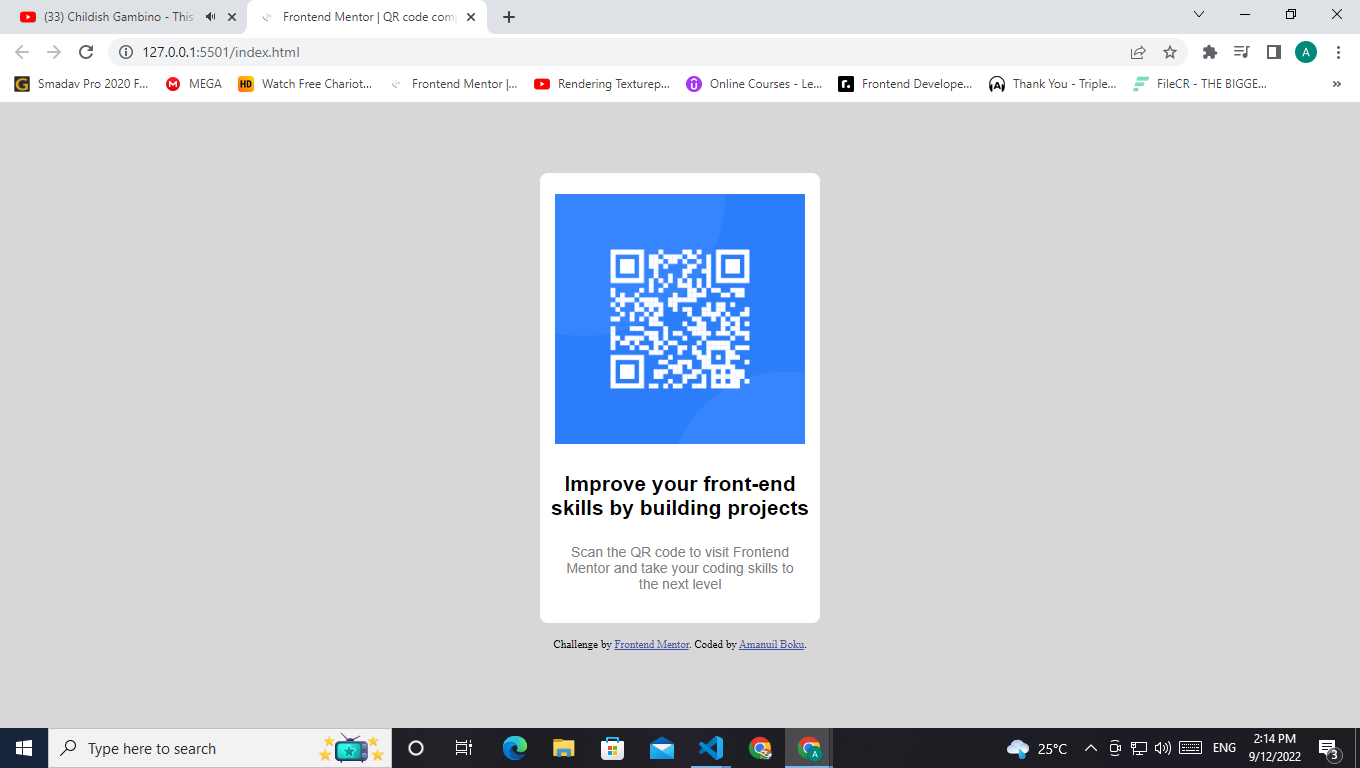 (33) Childish Gambino - This
Frontend Mentor | QR code comp
127.0.0.1:5501/index.html
A
Smadav Pro 2020 F...
MEGA
HD
Watch Free Chariot...
Frontend Mentor |...
Rendering Texturep...
Online Courses - Le...
r.
Frontend Develope...
Thank You - Triple...
FileCR - THE BIGGE...
»
Improve your front-end
skills by building projects
Scan the QR code to visit Frontend
Mentor and take your coding skills to
the next level
Challenge by Frontend Mentor. Coded by Amanuil Boku.
Type here to search
A
25°C
ENG
2:14 PM
9/12/2022
3